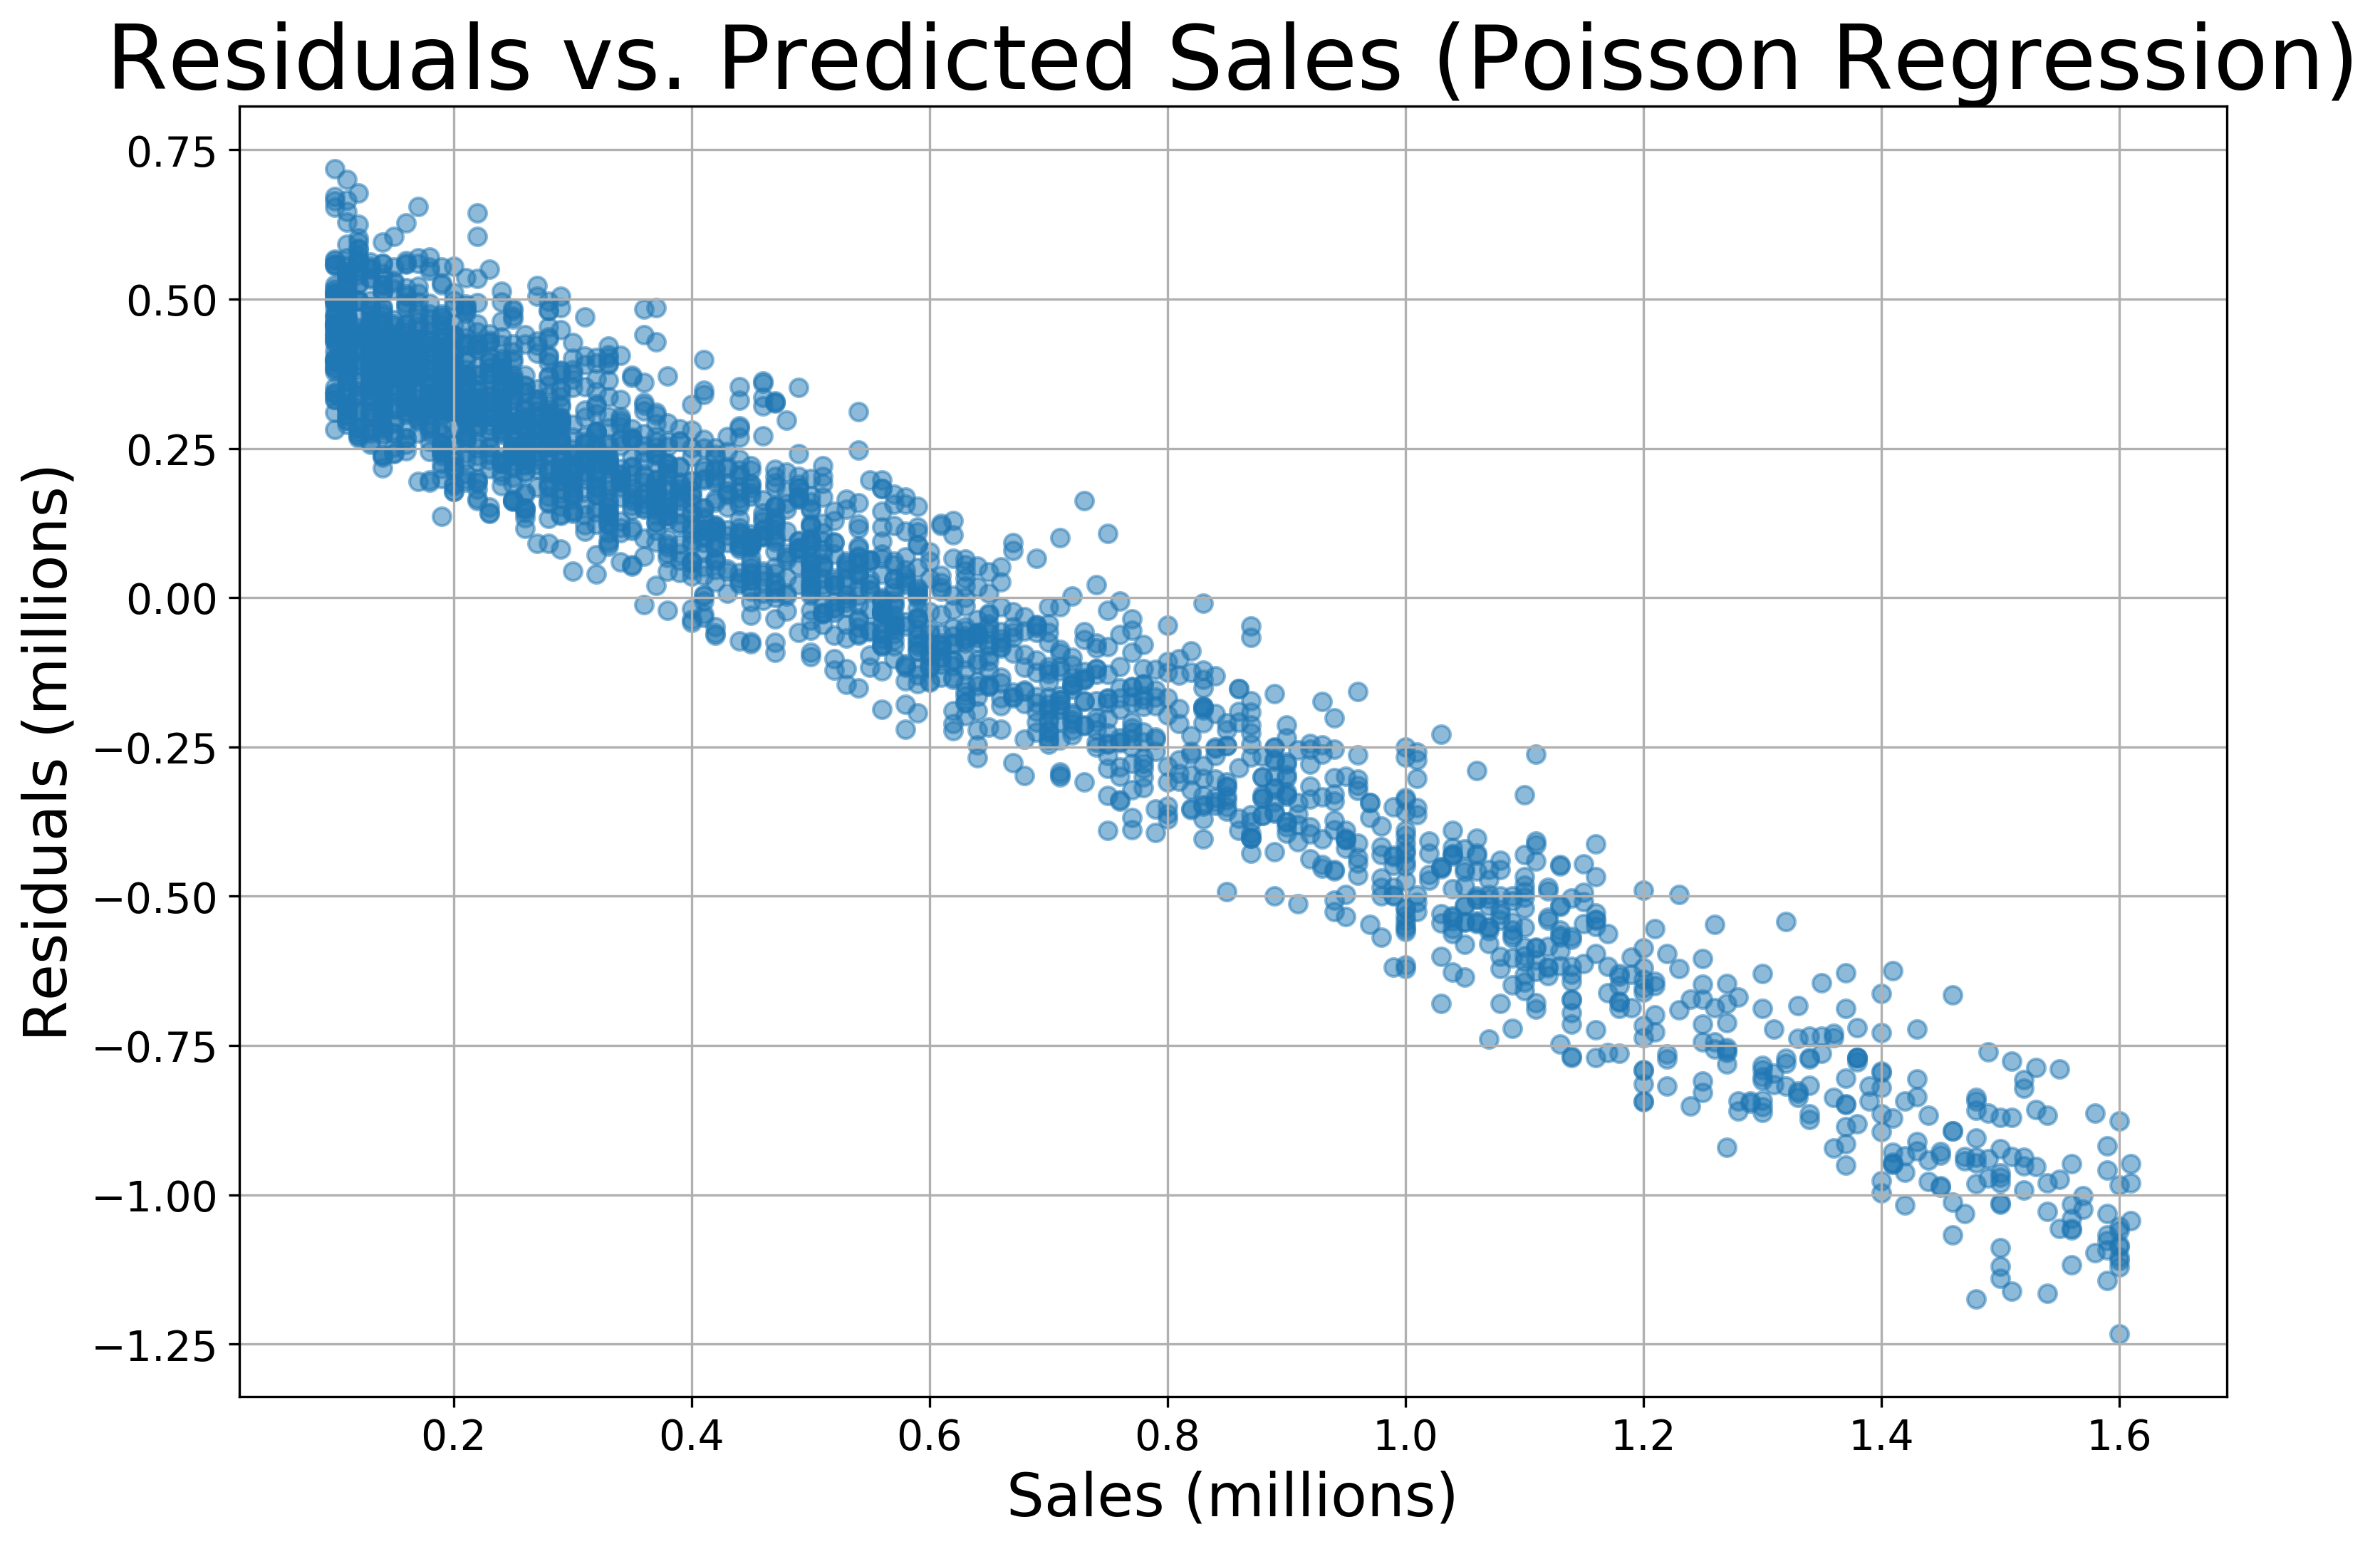 Residuals vs. Predicted Sales (Poisson Regression)
0.75
0.50
0.25
0.00
−0.25
−0.50
−0.75
−1.00
−1.25
Residuals (millions)
0.2 0.4 0.6 0.8 1.0 1.2 1.4 1.6
Sales (millions)